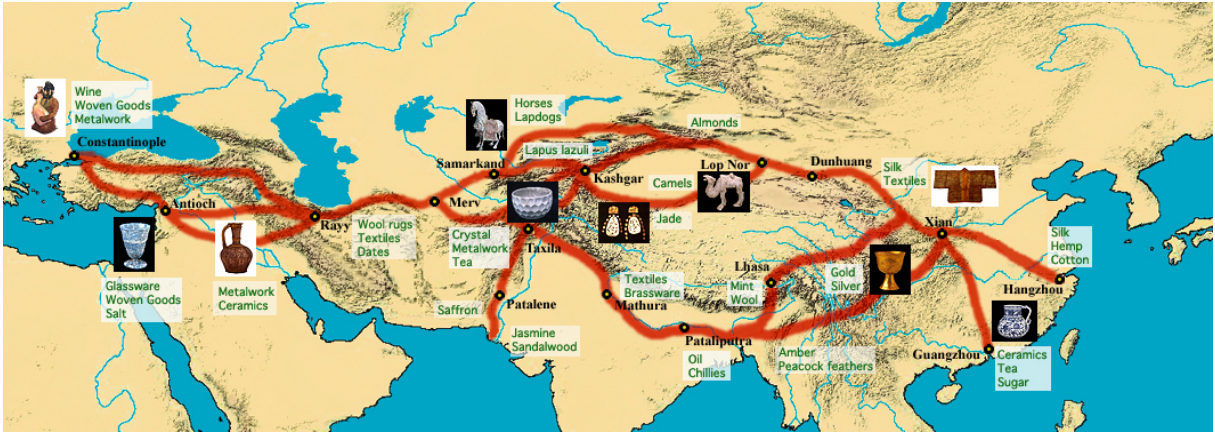 Wine
Woven Goods
Metalwork
Constantinople
Antioch
Glassware
Woven Goods
Salt
Metalwork
Ceramics
Rayy
Wool rugs
Textiles
Dates
Merv
Samarkand
Horses
Lapdogs
Lapus lazuli
Crystal
Metalwork
Tea
Taxila
Kashgar
Almonds
Lop Nor
Camels
Jade
Dunhuang
Silk
Textiles
Xian
Silk
Hemp
Cotton
Hangzhou
Guangzhou
Ceramics
Tea
Sugar
Gold
Silver
Lhasa
Mint
Wool
Textiles
Brassware
Mathura
Patalene
Saffron
Jasmine
Sandalwood
Pataliputra
Oil
Chillies
Amber
Peacock feathers